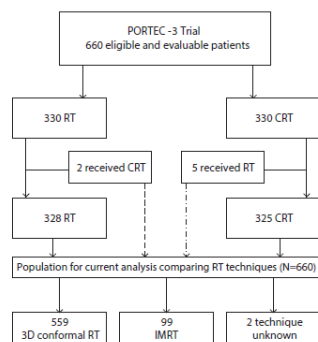 PORTEC -3 Trial
660 eligible and evaluable patients
330 RT
330 CRT
2 received CRT
5 received RT
328 RT
325 CRT
Population for current analysis comparing RT techniques (N=660)
559
3D conformal RT
99
IMRT
2 technique
unknown